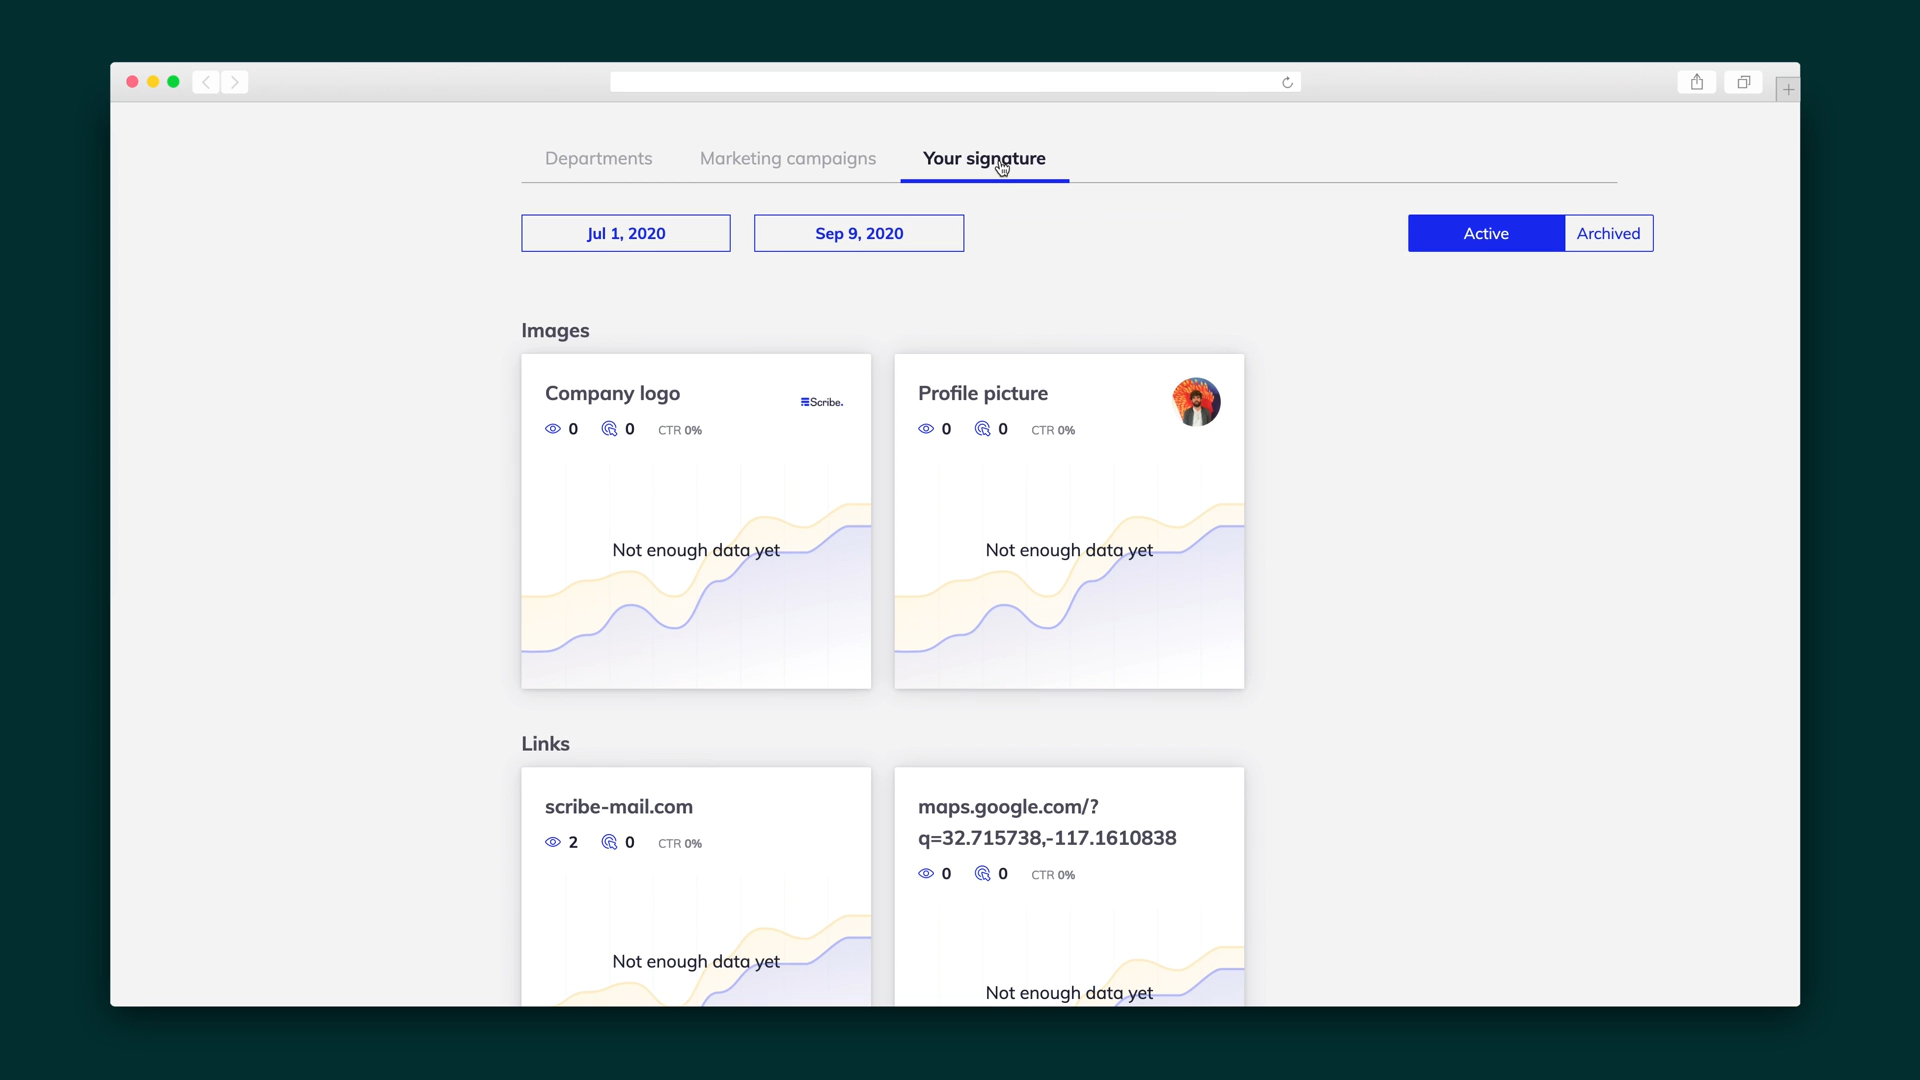 Departments Marketing campaigns Your signature
Jul 1, 2020 Sep 9, 2020 Active Archived
Images
Company logo
Scribe.
0 0 CTR 0%
Not enough data yet
Profile picture
0 0 CTR 0%
Not enough data yet
Links
scribe-mail.com
2 0 CTR 0%
Not enough data yet
maps.google.com/?
q=32.715738,-117.1610838
0 0 CTR 0%
Not enough data yet